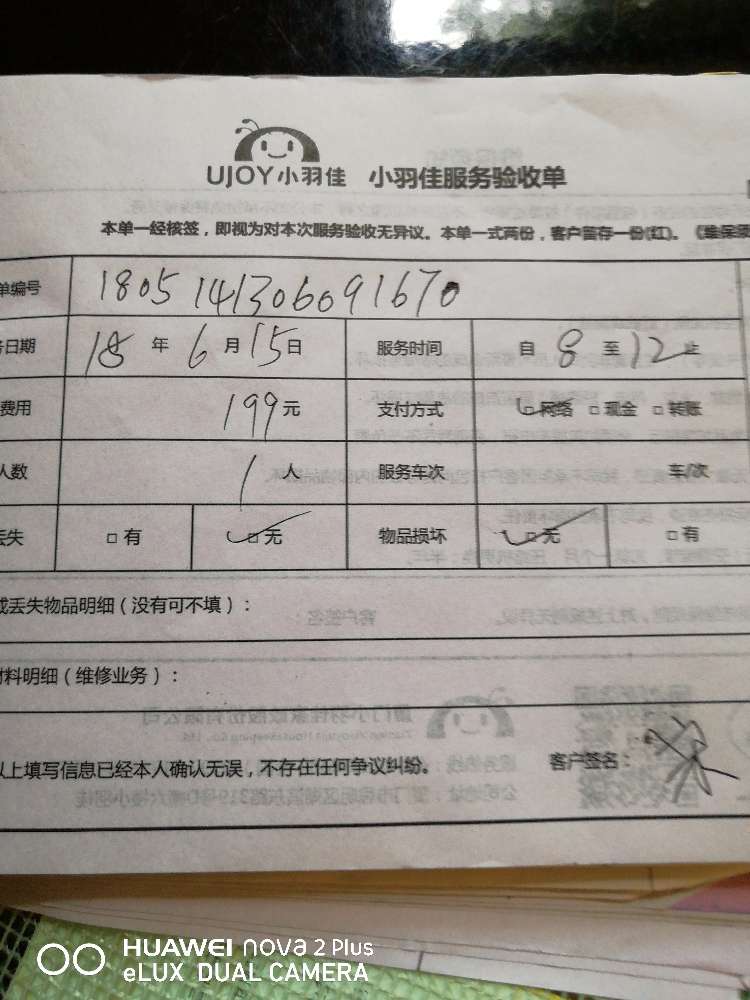 UJOY小羽佳 小羽佳服务验收单
本单一经核签，即视为对本次服务验收无异议。本单一式两份，客户留存一份(红)。《维保须
单编号 1805141306091670
务日期 18 年 6 月 15 日 服务时间 自 8 至 12 止
费用 199 元 支付方式 □网络 □现金 □转账
人数 1 人 服务车次 车/次
丢失 □有 □无 物品损坏 □无 □有
或丢失物品明细（没有可不填）：
材料明细（维修业务）：
以上填写信息已经本人确认无误，不存在任何争议纠纷。 客户签名：
HUAWEI nova 2 Plus
eLUX DUAL CAMERA